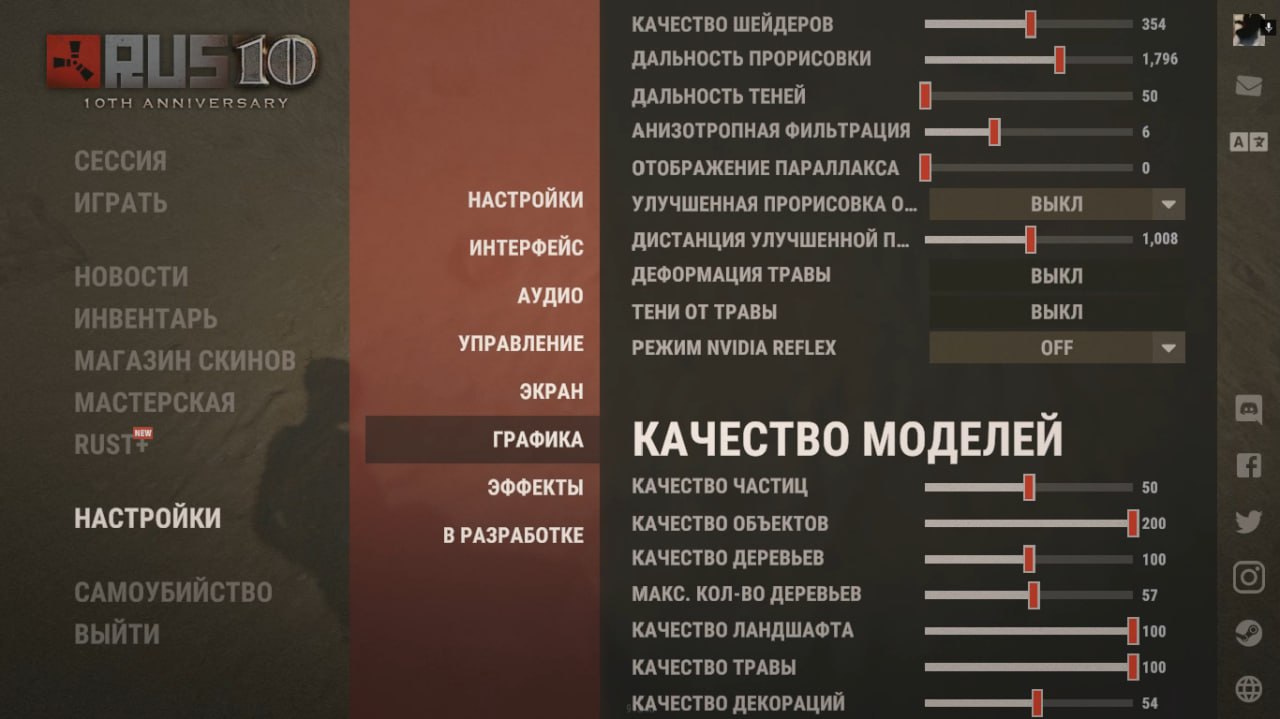 RUS10
10TH ANNIVERSARY
СЕССИЯ
ИГРАТЬ
НОВОСТИ
ИНВЕНТАРЬ
МАГАЗИН СКИНОВ
МАСТЕРСКАЯ
RUST+ NEW
НАСТРОЙКИ
САМОУБИЙСТВО
ВЫЙТИ
НАСТРОЙКИ
ИНТЕРФЕЙС
АУДИО
УПРАВЛЕНИЕ
ЭКРАН
ГРАФИКА
ЭФФЕКТЫ
В РАЗРАБОТКЕ
КАЧЕСТВО ШЕЙДЕРОВ 354
ДАЛЬНОСТЬ ПРОРИСОВКИ 1,796
ДАЛЬНОСТЬ ТЕНЕЙ 50
АНИЗОТРОПНАЯ ФИЛЬТРАЦИЯ 6
ОТОБРАЖЕНИЕ ПАРАЛЛАКСА 0
УЛУЧШЕННАЯ ПРОРИСОВКА О... ВЫКЛ
ДИСТАНЦИЯ УЛУЧШЕННОЙ П... 1,008
ДЕФОРМАЦИЯ ТРАВЫ ВЫКЛ
ТЕНИ ОТ ТРАВЫ ВЫКЛ
РЕЖИМ NVIDIA REFLEX OFF
КАЧЕСТВО МОДЕЛЕЙ
КАЧЕСТВО ЧАСТИЦ 50
КАЧЕСТВО ОБЪЕКТОВ 200
КАЧЕСТВО ДЕРЕВЬЕВ 100
МАКС. КОЛ-ВО ДЕРЕВЬЕВ 57
КАЧЕСТВО ЛАНДШАФТА 100
КАЧЕСТВО ТРАВЫ 100
КАЧЕСТВО ДЕКОРАЦИЙ 54